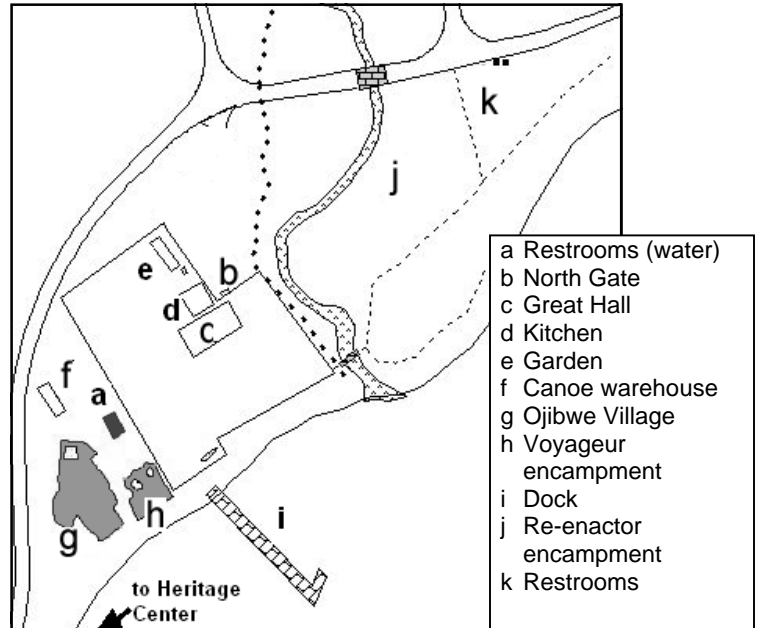 k
j
e
b
d
c
f
a
g
h
i
to Heritage
Center
a Restrooms (water)
b North Gate
c Great Hall
d Kitchen
e Garden
f Canoe warehouse
g Ojibwe Village
h Voyageur
encampment
i Dock
j Re-enactor
encampment
k Restrooms